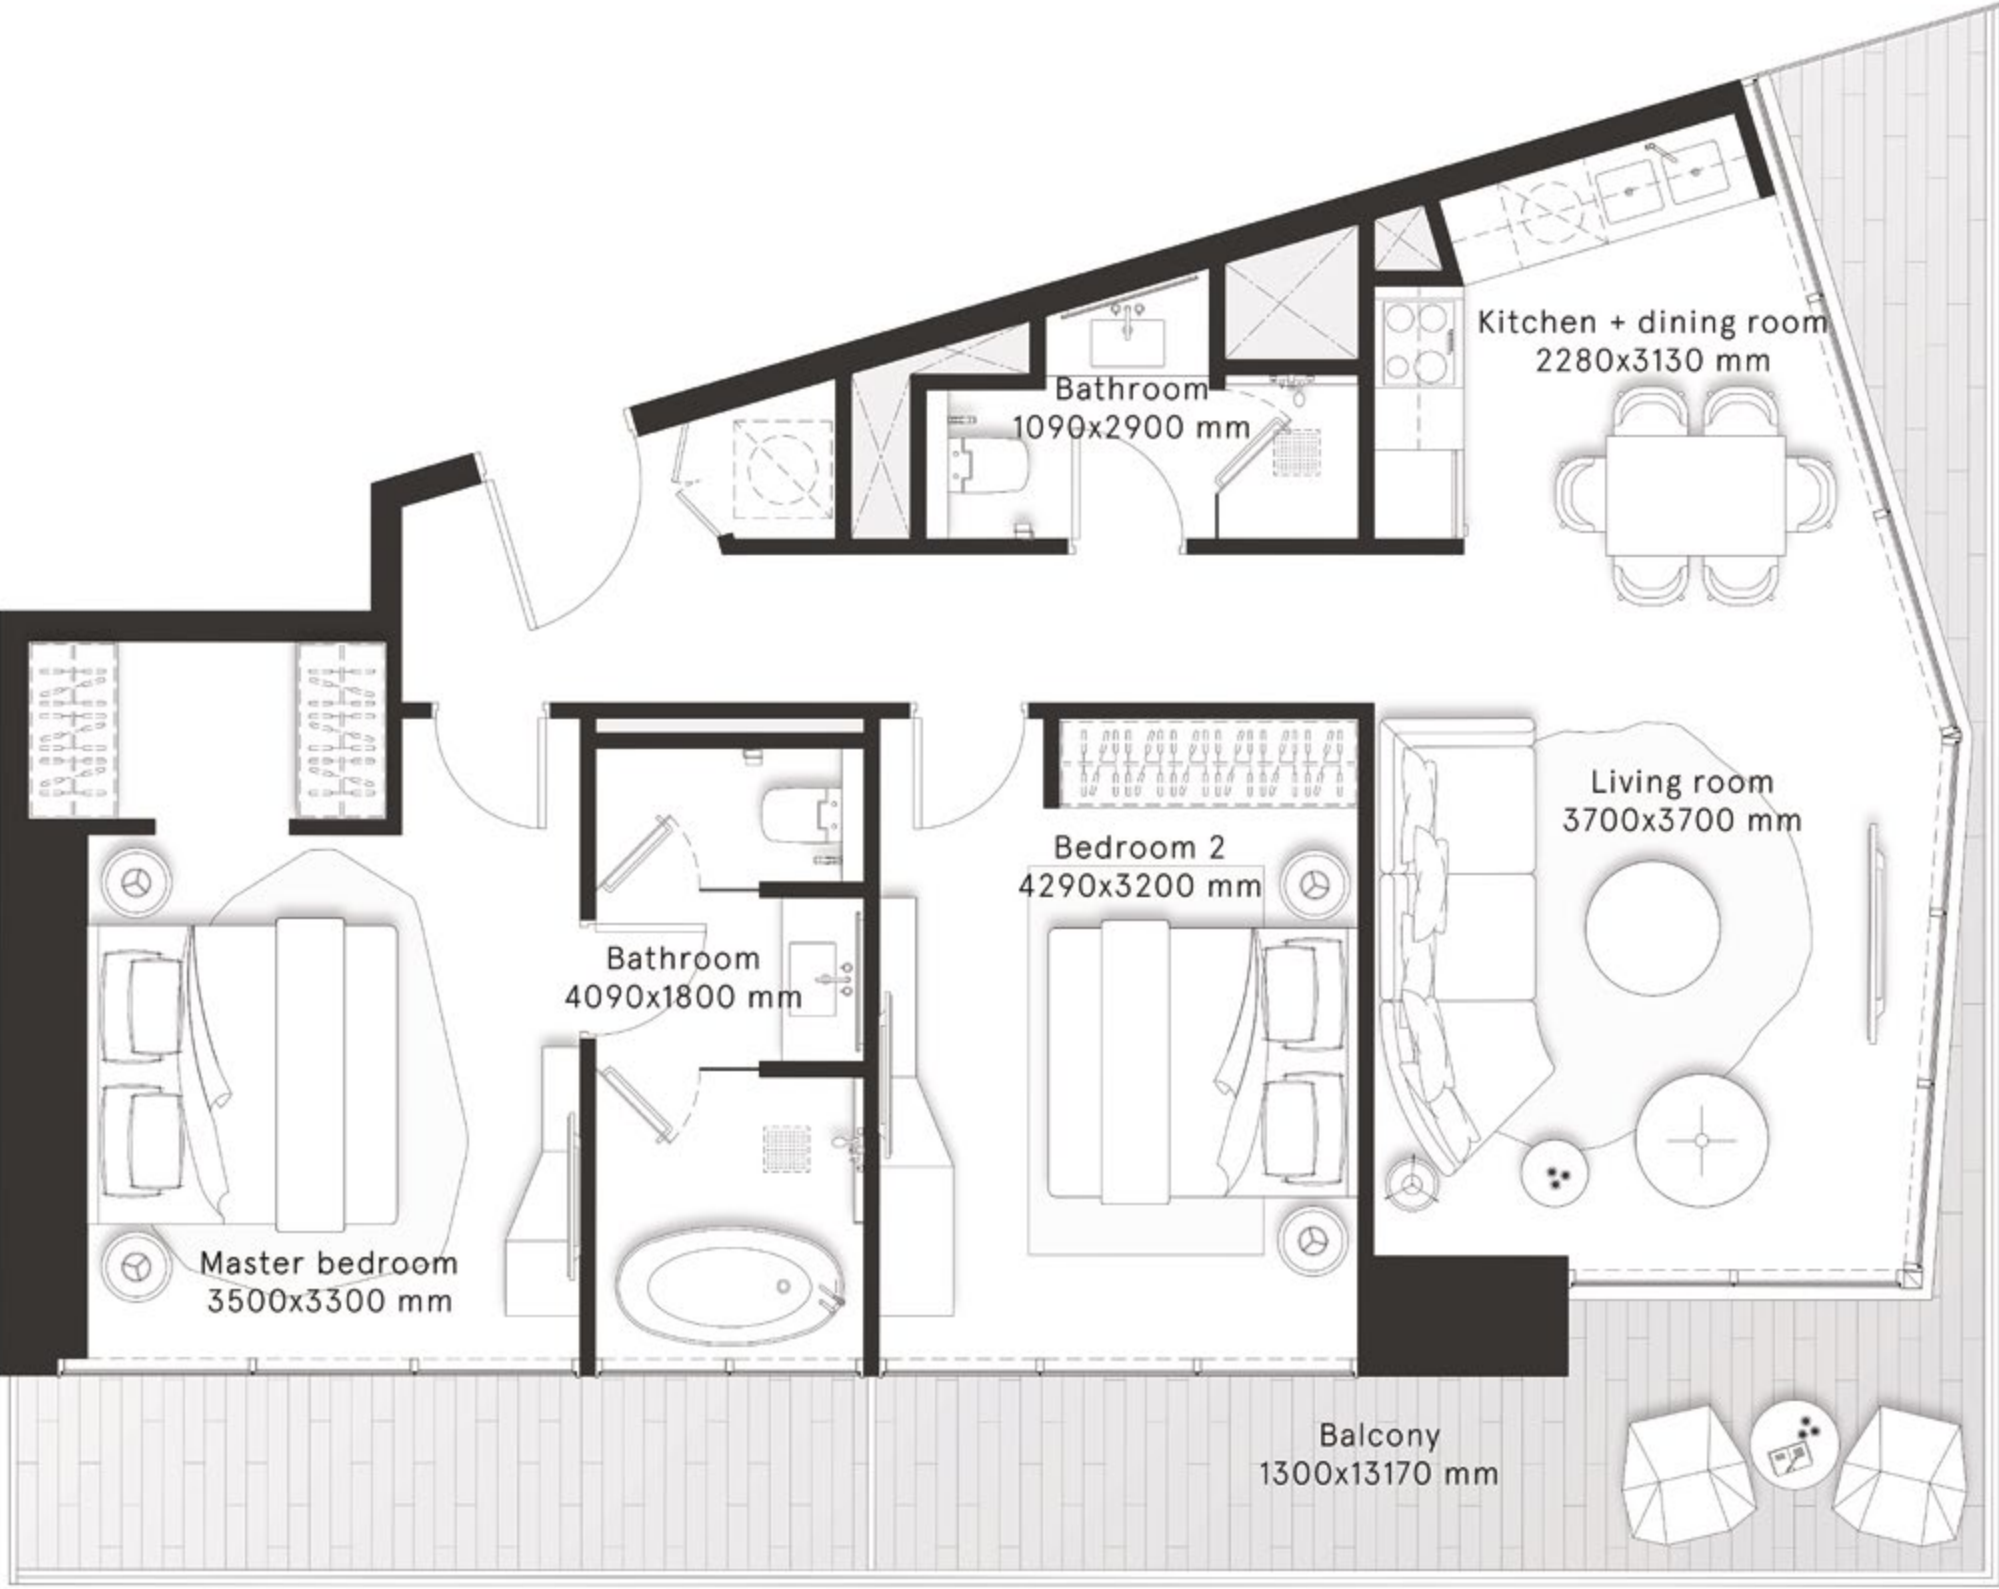 Kitchen + dining room
2280x3130 mm
Bathroom
1090x2900 mm
Living room
3700x3700 mm
Bedroom 2
4290x3200 mm
Bathroom
4090x1800 mm
Master bedroom
3500x3300 mm
Balcony
1300x13170 mm